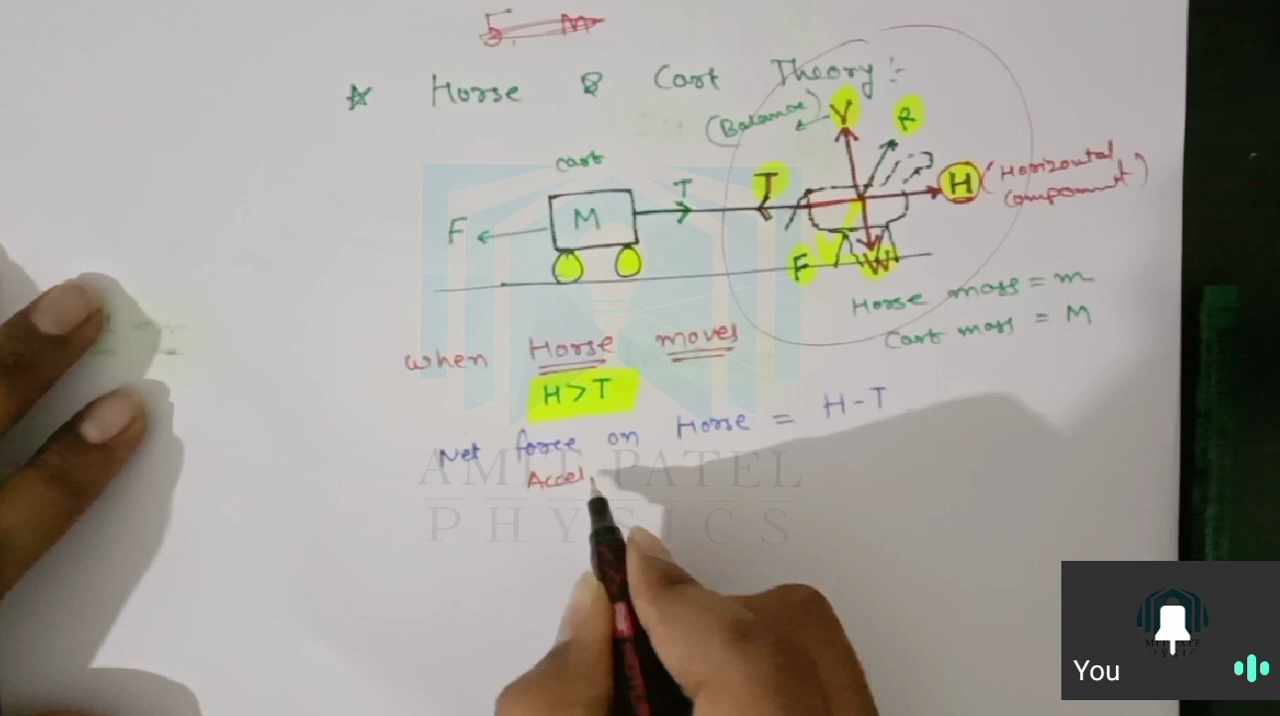 ☆ Horse & Cart Theory :-
(Balance) V R
cart
T T H (Horizontal component)
F M
F W
Horse mass = m
Cart mass = M
when Horse moves
H > T
Net force on Horse = H - T
Accel
AMIT PATEL
PHYSICS
You